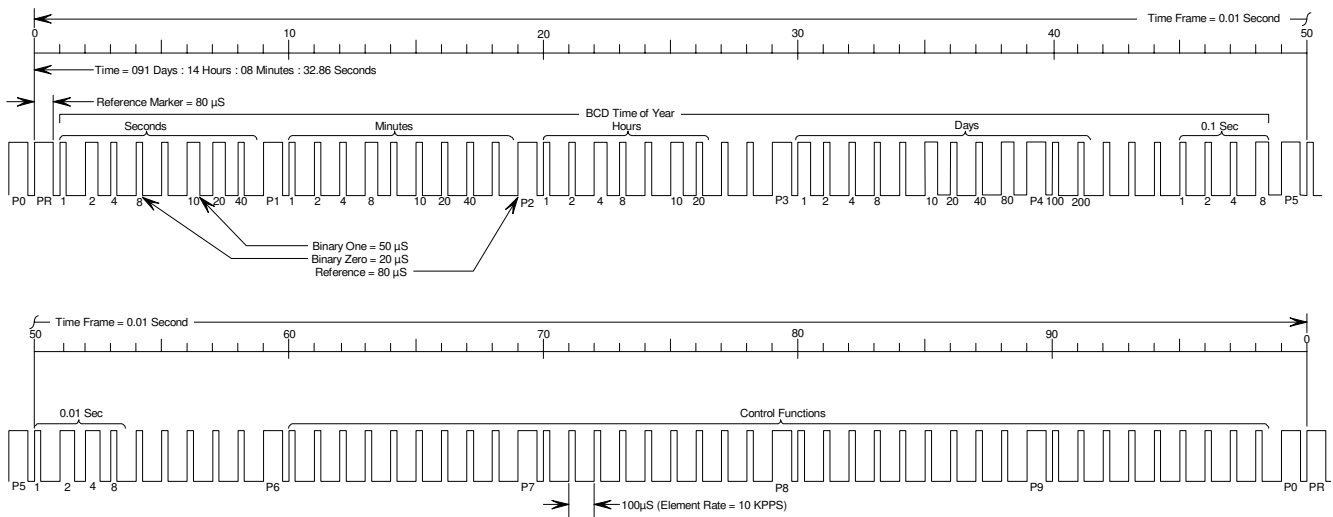 Time Frame = 0.01 Second
0 10 20 30 40 50
Time = 091 Days : 14 Hours : 08 Minutes : 32.86 Seconds
Reference Marker = 80 µS
BCD Time of Year
Seconds Minutes Hours Days 0.1 Sec
P0 PR 1 2 4 8 10 20 40 P1 1 2 4 8 10 20 40 P2 1 2 4 8 10 20 P3 1 2 4 8 10 20 40 80 P4 100 200 1 2 4 8 P5
Binary One = 50 µS
Binary Zero = 20 µS
Reference = 80 µS
Time Frame = 0.01 Second
50 60 70 80 90 0
0.01 Sec Control Functions
P5 1 2 4 8 P6 P7 P8 P9 P0 PR
100µS (Element Rate = 10 KPPS)